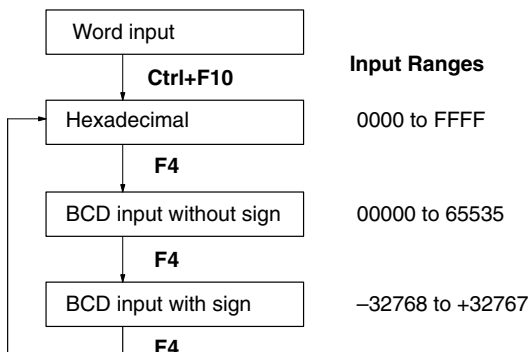 Word input
Ctrl+F10
Input Ranges
Hexadecimal
0000 to FFFF
F4
BCD input without sign
00000 to 65535
F4
BCD input with sign
–32768 to +32767
F4